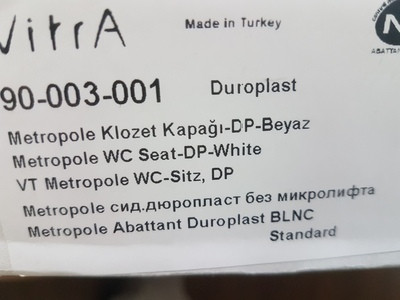 VitrA
Made in Turkey
ABATTAN
90-003-001 Duroplast
Metropole Klozet Kapağı-DP-Beyaz
Metropole WC Seat-DP-White
VT Metropole WC-Sitz, DP
Metropole сид.дюропласт без микролифта
Metropole Abattant Duroplast BLNC
Standard